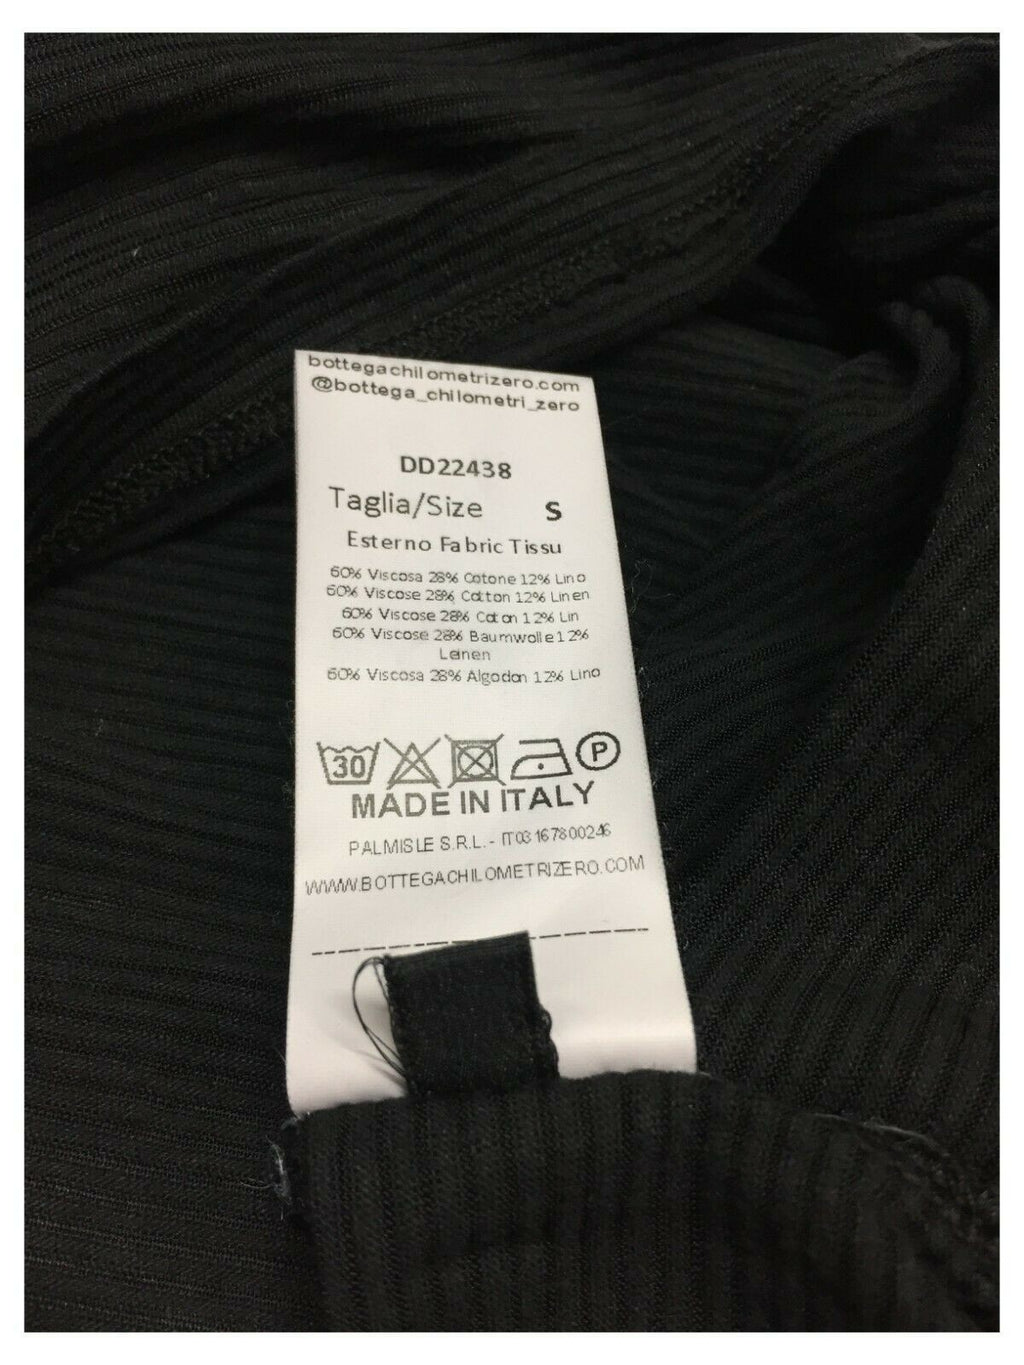 bottegachilometrizero.com
@bottega_chilometri_zero
DD22438
Taglia/Size S
Esterno Fabric Tissu
60% Viscosa 28% Cotone 12% Lino
60% Viscose 28% Cotton 12% Linen
60% Viscose 28% Coton 12% Lin
60% Viscose 28% Baumwolle 12%
Leinen
60% Viscosa 28% Algodon 12% Lino
30 P
MADE IN ITALY
PALMISLE S.R.L. - IT03167800246
WWW.BOTTEGACHILOMETRIZERO.COM